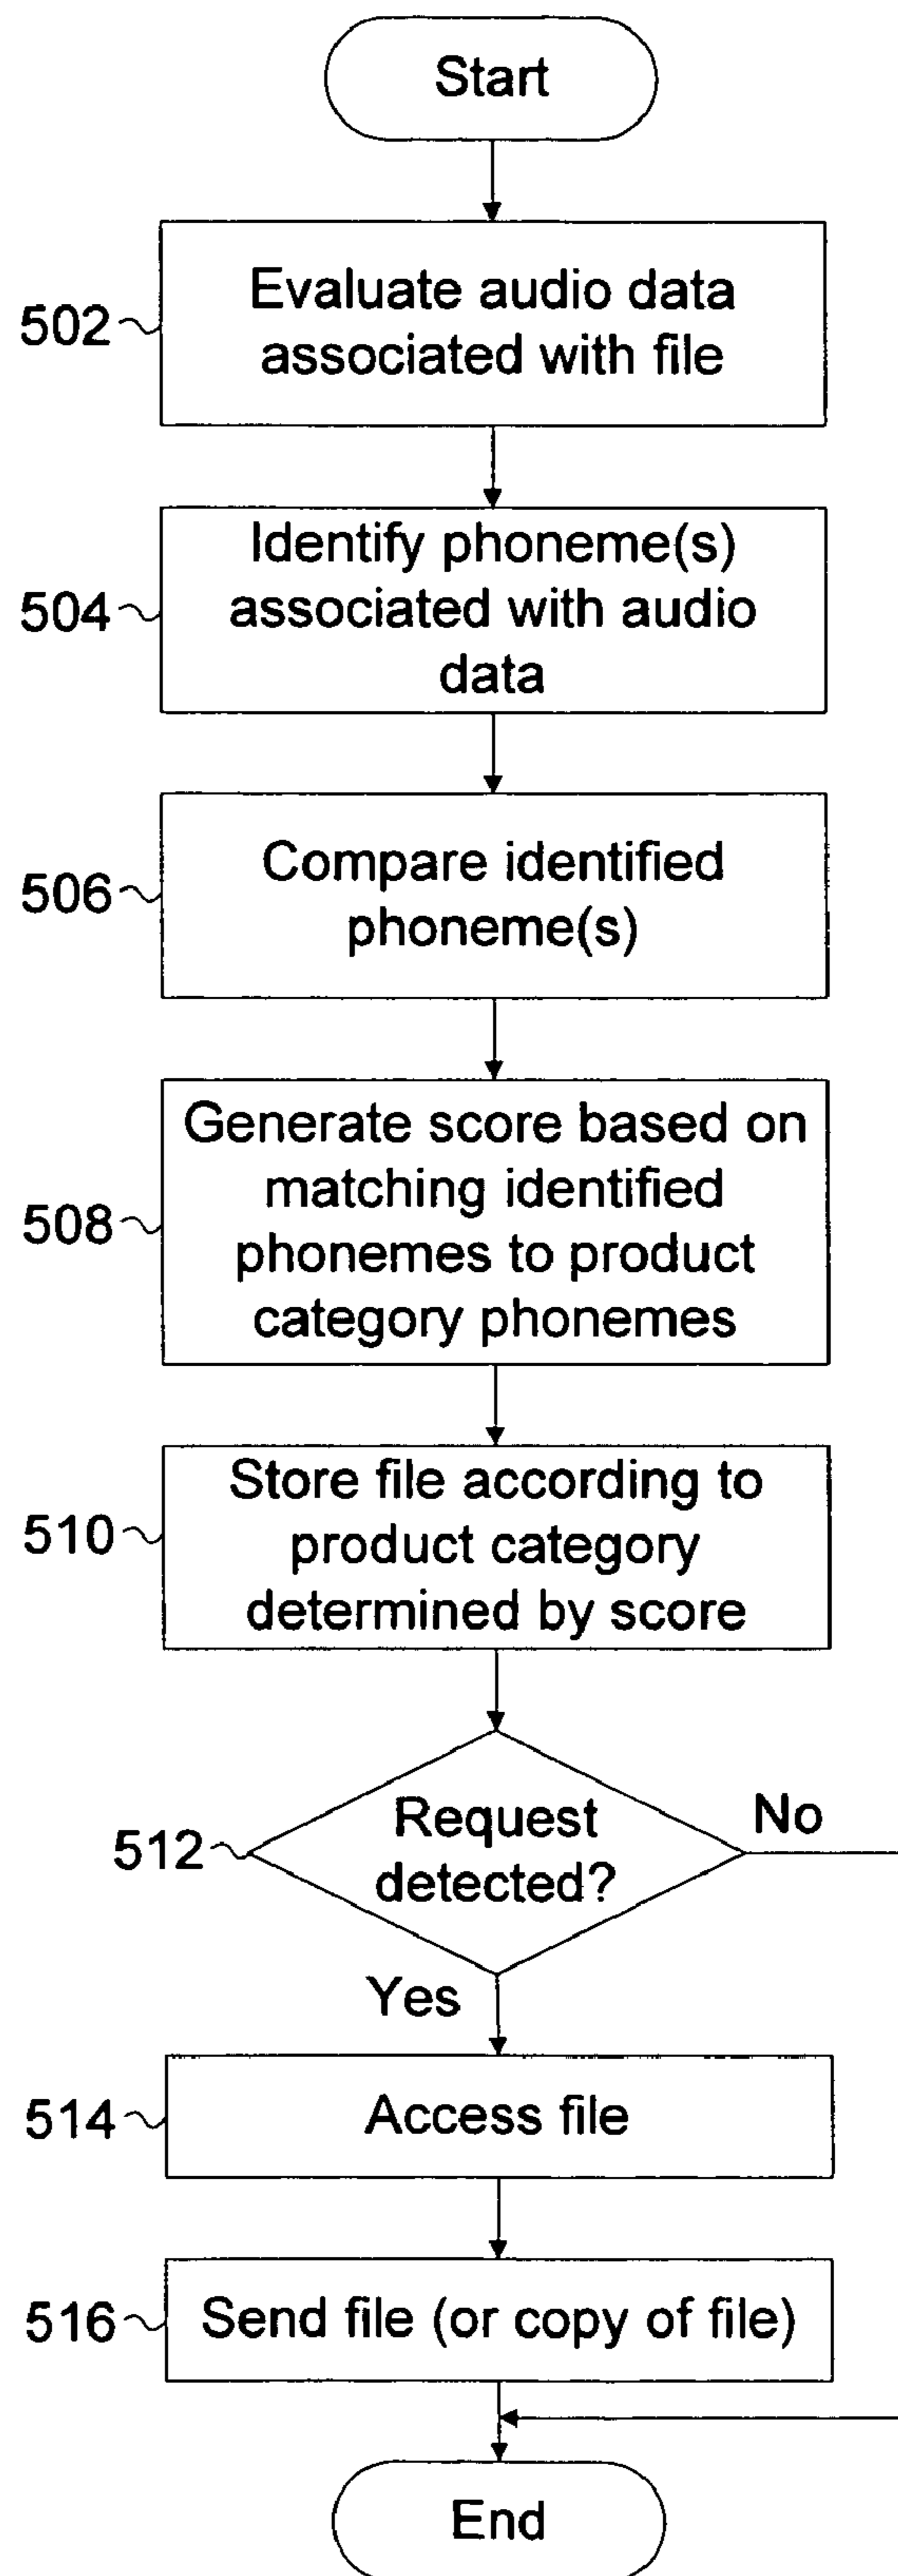 Start
502
Evaluate audio data
associated with file
504
Identify phoneme(s)
associated with audio
data
506
Compare identified
phoneme(s)
508
Generate score based on
matching identified
phonemes to product
category phonemes
510
Store file according to
product category
determined by score
512
Request
detected?
No
Yes
514
Access file
516
Send file (or copy of file)
End